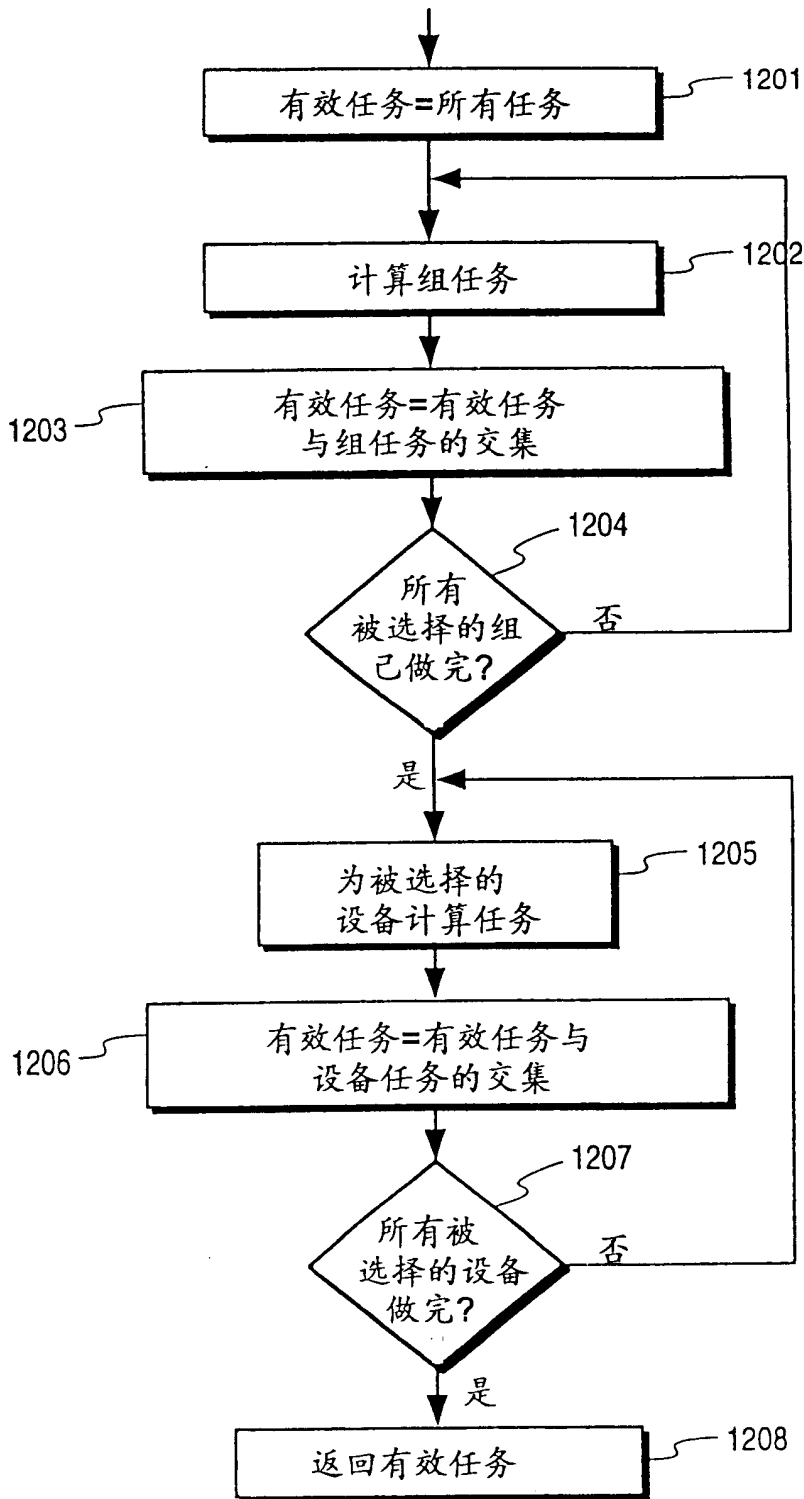 有效任务=所有任务
1201
计算组任务
1202
有效任务=有效任务
与组任务的交集
1203
1204
所有
被选择的组
己做完?
否
是
为被选择的
设备计算任务
1205
有效任务=有效任务与
设备任务的交集
1206
1207
所有被
选择的设备
做完?
否
是
返回有效任务
1208